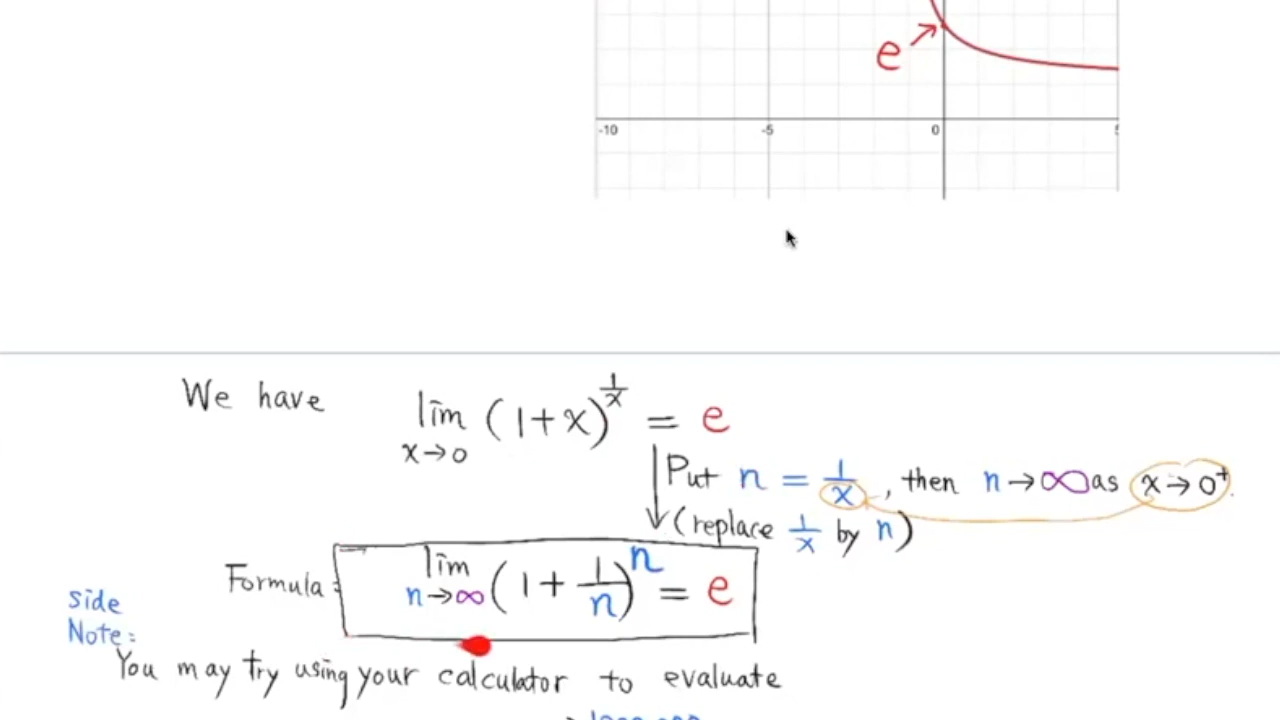 e
-10 -5 0
We have lim x→0 (1+x)^(1/x) = e
Put n = 1/x, then n→∞ as x→0⁺.
(replace 1/x by n)
Formula: lim n→∞ (1 + 1/n)^n = e
Side
Note:
You may try using your calculator to evaluate